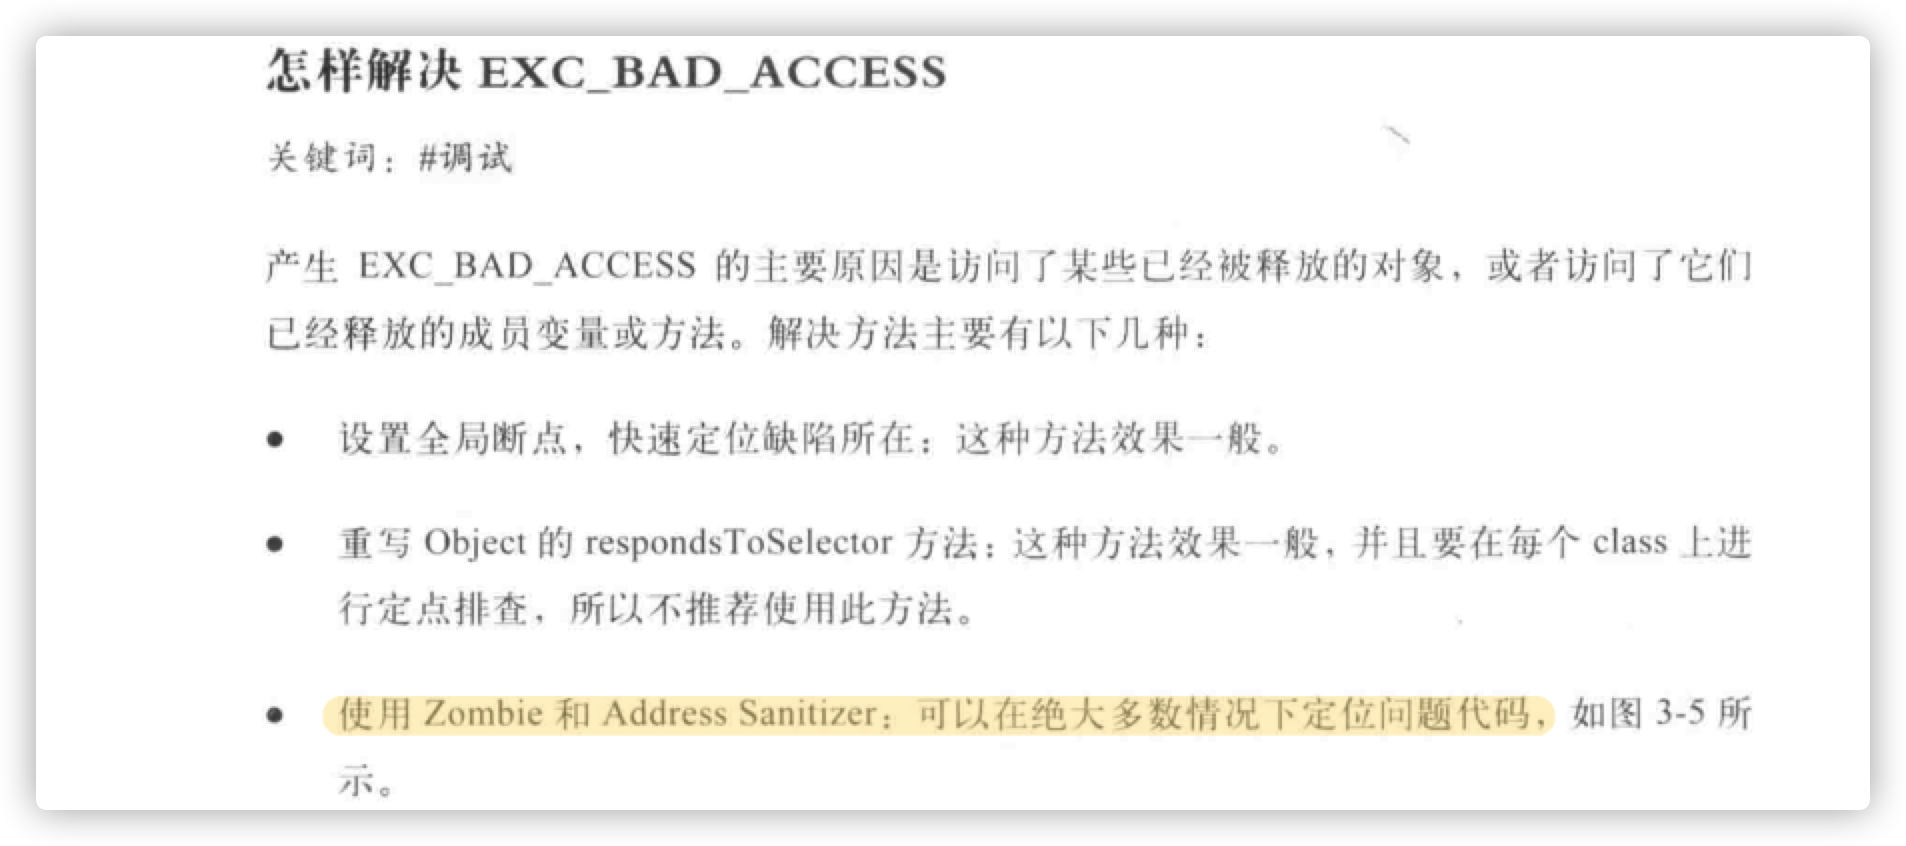 怎样解决 EXC_BAD_ACCESS
关键词：#调试
产生 EXC_BAD_ACCESS 的主要原因是访问了某些已经被释放的对象，或者访问了它们
已经释放的成员变量或方法。解决方法主要有以下几种：
● 设置全局断点，快速定位缺陷所在：这种方法效果一般。
● 重写 Object 的 respondsToSelector 方法：这种方法效果一般，并且要在每个 class 上进
行定点排查，所以不推荐使用此方法。
● 使用 Zombie 和 Address Sanitizer：可以在绝大多数情况下定位问题代码，如图 3-5 所
示。